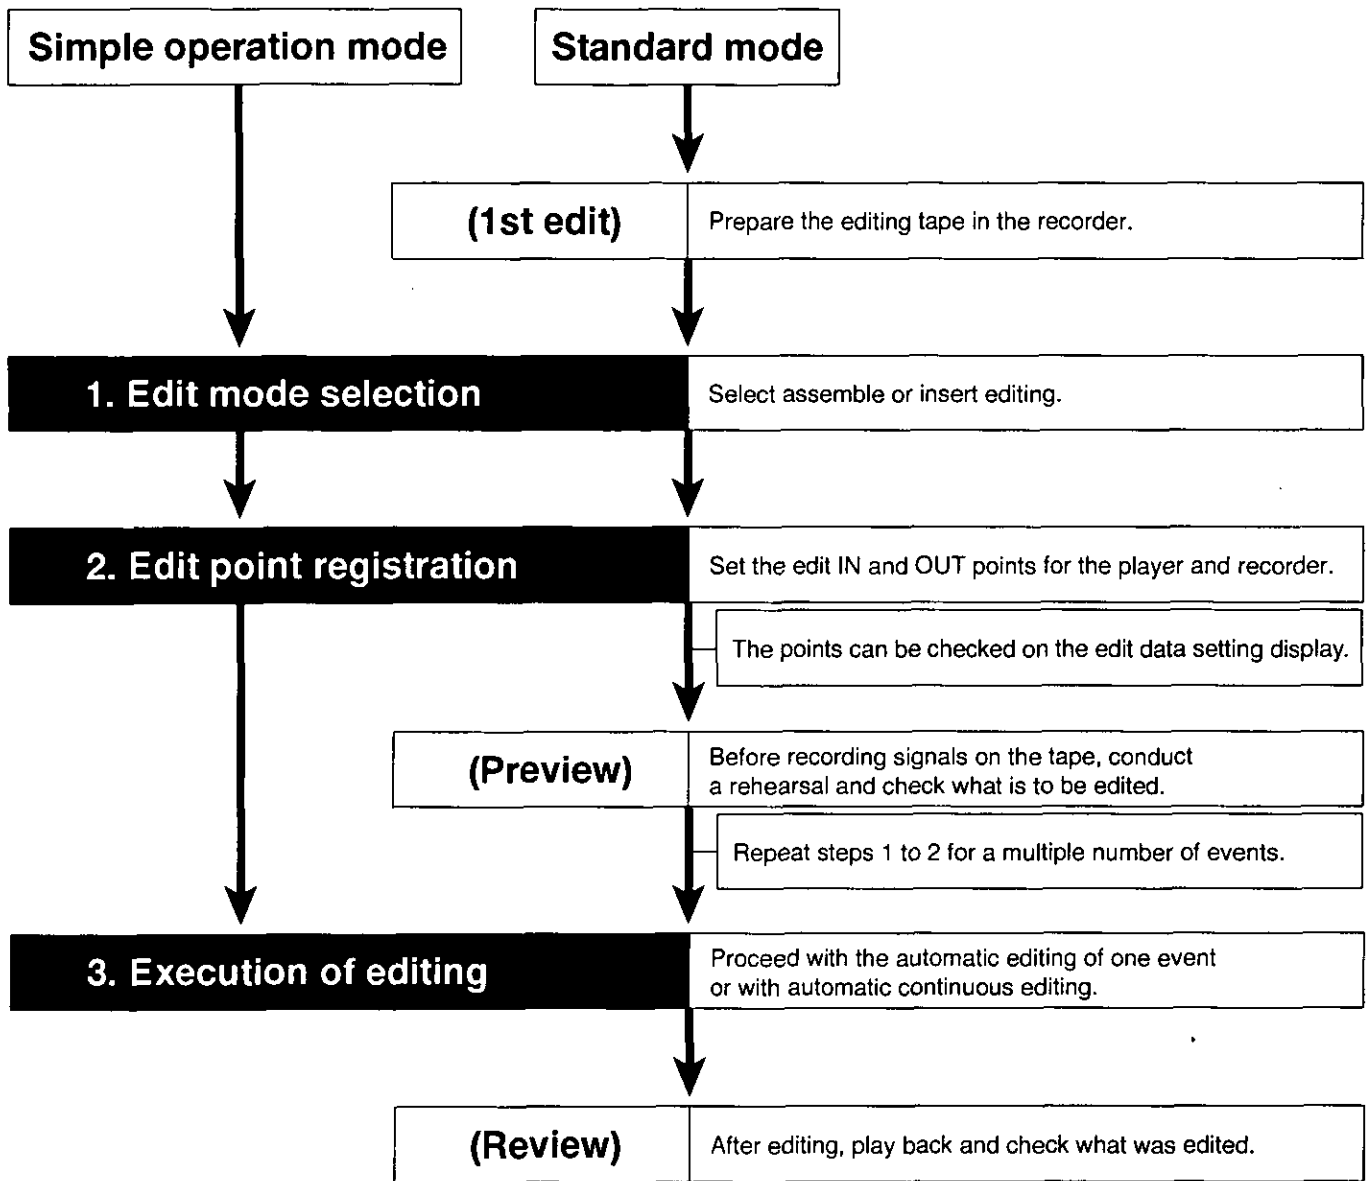 Simple operation mode
Standard mode
(1st edit)
Prepare the editing tape in the recorder.
1. Edit mode selection
Select assemble or insert editing.
2. Edit point registration
Set the edit IN and OUT points for the player and recorder.
The points can be checked on the edit data setting display.
(Preview)
Before recording signals on the tape, conduct
a rehearsal and check what is to be edited.
Repeat steps 1 to 2 for a multiple number of events.
3. Execution of editing
Proceed with the automatic editing of one event
or with automatic continuous editing.
(Review)
After editing, play back and check what was edited.